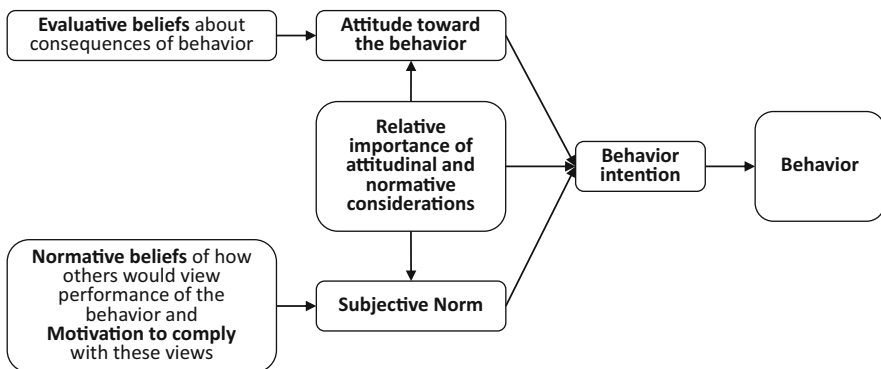 Evaluative beliefs about
consequences of behavior
Attitude toward
the behavior
Relative
importance of
attitudinal and
normative
considerations
Behavior
intention
Behavior
Normative beliefs of how
others would view
performance of the
behavior and
Motivation to comply
with these views
Subjective Norm